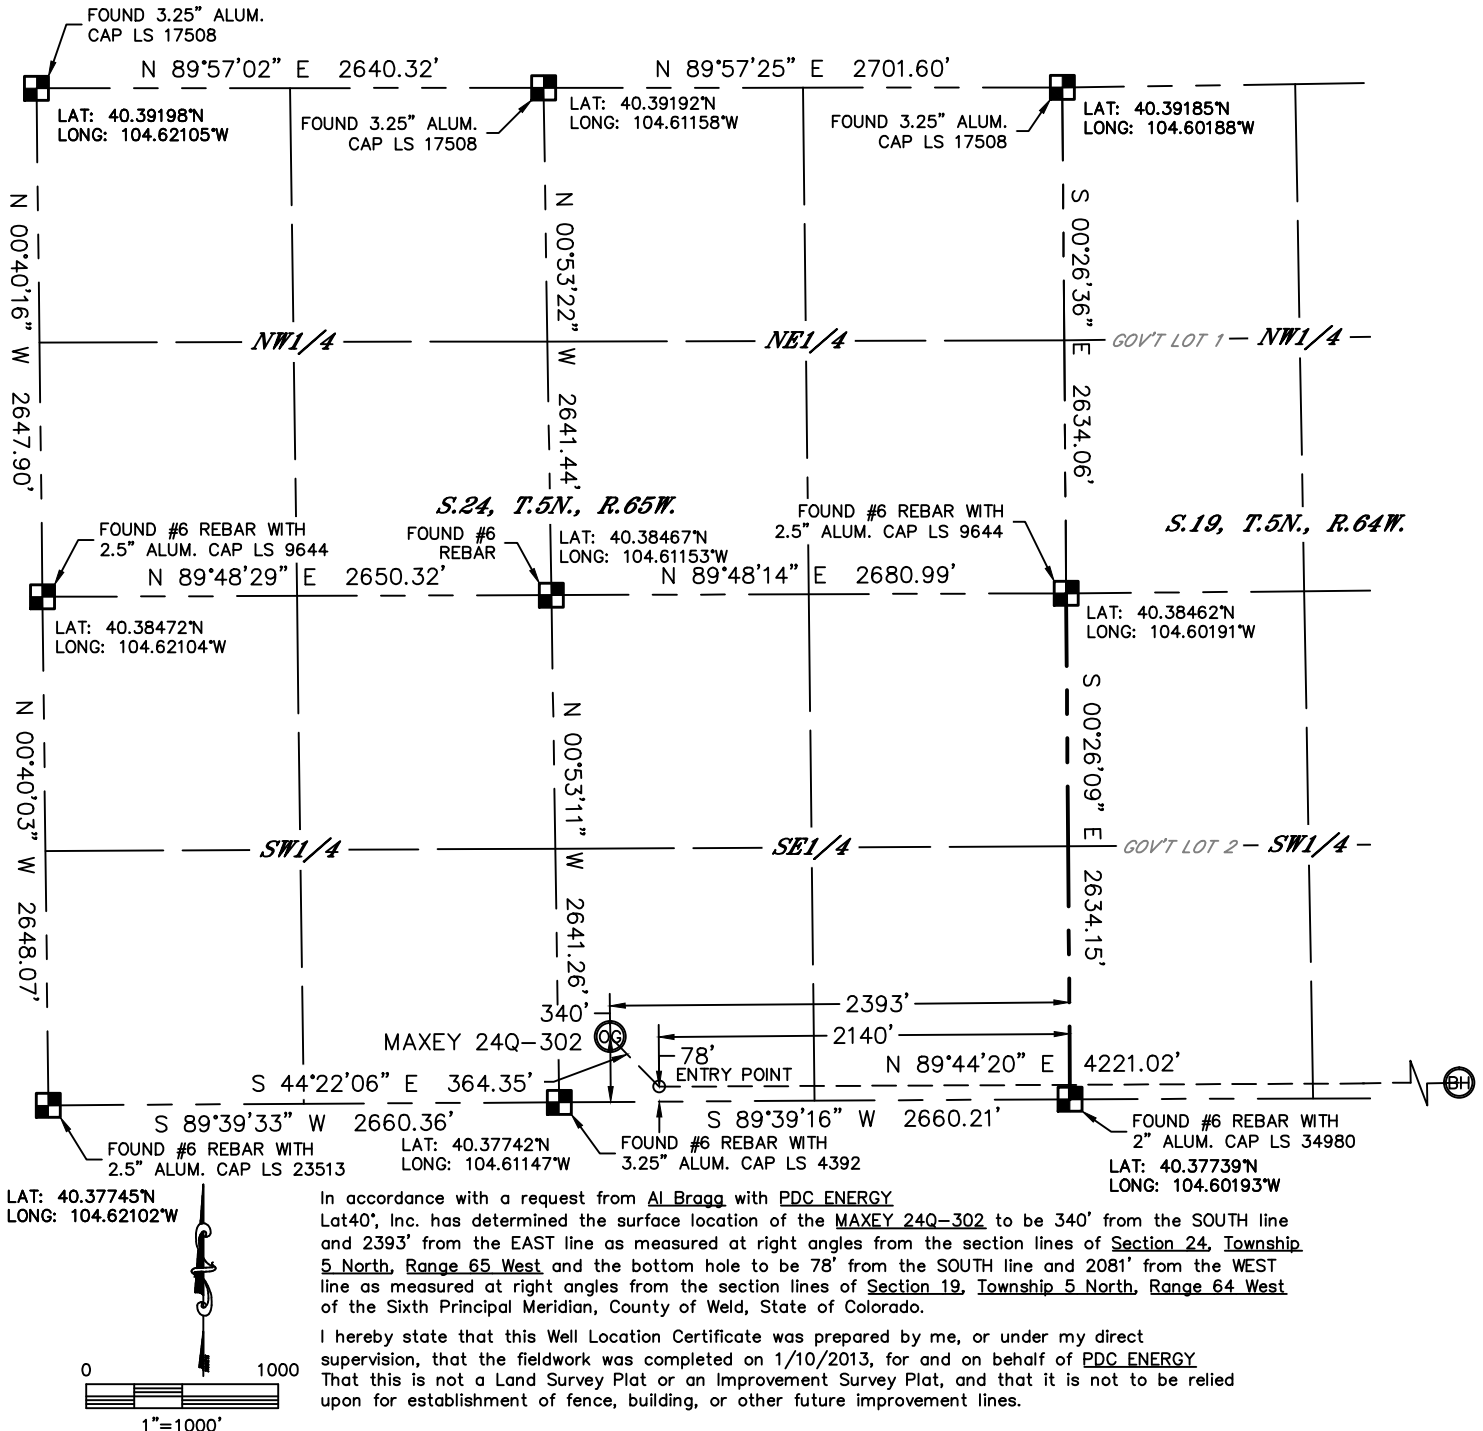 FOUND 3.25" ALUM.
CAP LS 17508
N 89°57'02" E 2640.32'
N 89°57'25" E 2701.60'
LAT: 40.39198°N
LONG: 104.62105°W
FOUND 3.25" ALUM.
CAP LS 17508
LAT: 40.39192°N
LONG: 104.61158°W
FOUND 3.25" ALUM.
CAP LS 17508
LAT: 40.39185°N
LONG: 104.60188°W
N 00°40'16" W 2647.90'
N 00°53'22" W 2641.44'
S 00°26'36" E 2634.06'
NW1/4
NE1/4
GOV'T LOT 1
NW1/4
S.24, T.5N., R.65W.
S.19, T.5N., R.64W.
FOUND #6 REBAR WITH
2.5" ALUM. CAP LS 9644
FOUND #6
REBAR
LAT: 40.38467°N
LONG: 104.61153°W
FOUND #6 REBAR WITH
2.5" ALUM. CAP LS 9644
N 89°48'29" E 2650.32'
N 89°48'14" E 2680.99'
LAT: 40.38472°N
LONG: 104.62104°W
LAT: 40.38462°N
LONG: 104.60191°W
N 00°40'03" W 2648.07'
N 00°53'11" W 2641.26'
S 00°26'09" E 2634.15'
SW1/4
SE1/4
GOV'T LOT 2
SW1/4
2393'
340'
MAXEY 24Q-302
OG
2140'
78'
ENTRY POINT
N 89°44'20" E 4221.02'
BH
S 44°22'06" E 364.35'
S 89°39'33" W 2660.36'
S 89°39'16" W 2660.21'
FOUND #6 REBAR WITH
2.5" ALUM. CAP LS 23513
LAT: 40.37742°N
LONG: 104.61147°W
FOUND #6 REBAR WITH
3.25" ALUM. CAP LS 4392
FOUND #6 REBAR WITH
2" ALUM. CAP LS 34980
LAT: 40.37739°N
LONG: 104.60193°W
LAT: 40.37745°N
LONG: 104.62102°W
In accordance with a request from Al Bragg with PDC ENERGY
Lat40°, Inc. has determined the surface location of the MAXEY 24Q-302 to be 340' from the SOUTH line
and 2393' from the EAST line as measured at right angles from the section lines of Section 24, Township
5 North, Range 65 West and the bottom hole to be 78' from the SOUTH line and 2081' from the WEST
line as measured at right angles from the section lines of Section 19, Township 5 North, Range 64 West
of the Sixth Principal Meridian, County of Weld, State of Colorado.
I hereby state that this Well Location Certificate was prepared by me, or under my direct
supervision, that the fieldwork was completed on 1/10/2013, for and on behalf of PDC ENERGY
That this is not a Land Survey Plat or an Improvement Survey Plat, and that it is not to be relied
upon for establishment of fence, building, or other future improvement lines.
0 1000
1"=1000'